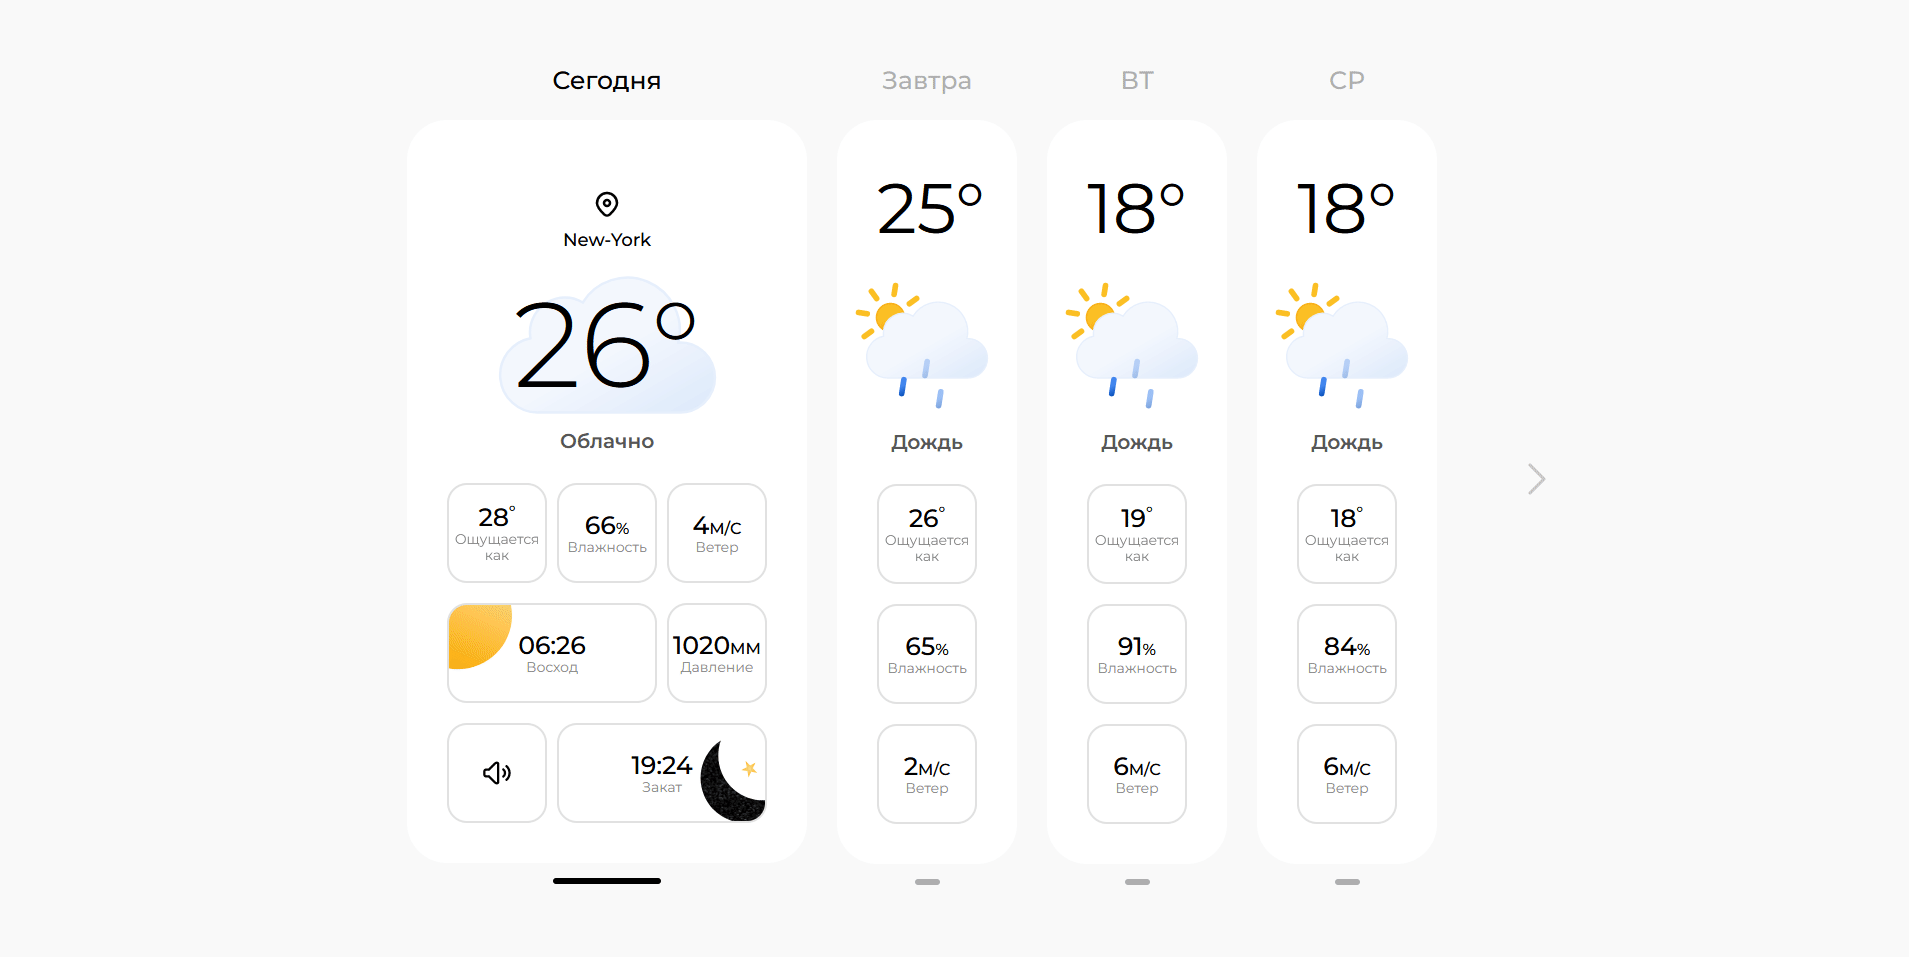 Сегодня
Завтра
ВТ
СР
New-York
26°
Облачно
28°
Ощущается
как
66%
Влажность
4М/С
Ветер
06:26
Восход
1020мм
Давление
19:24
Закат
25°
Дождь
26°
Ощущается
как
65%
Влажность
2М/С
Ветер
18°
Дождь
19°
Ощущается
как
91%
Влажность
6М/С
Ветер
18°
Дождь
18°
Ощущается
как
84%
Влажность
6М/С
Ветер